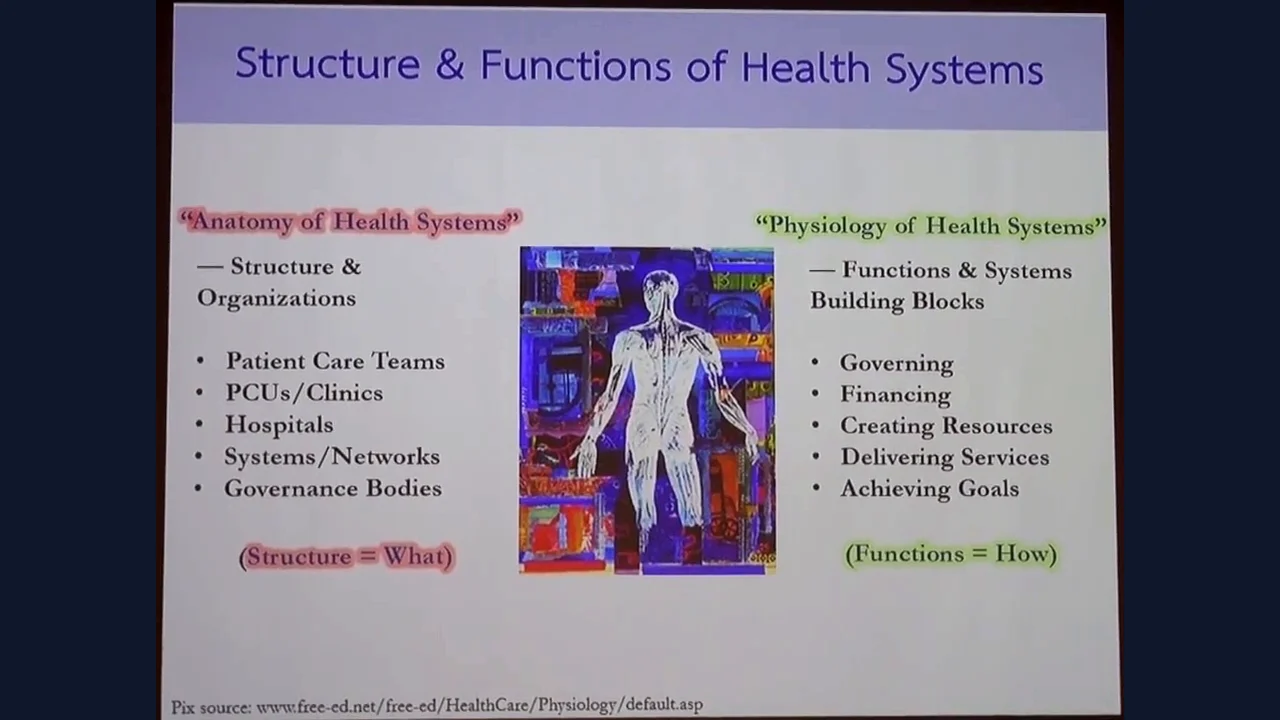 Structure & Functions of Health Systems
“Anatomy of Health Systems”
— Structure &
Organizations
• Patient Care Teams
• PCUs/Clinics
• Hospitals
• Systems/Networks
• Governance Bodies
(Structure = What)
“Physiology of Health Systems”
— Functions & Systems
Building Blocks
• Governing
• Financing
• Creating Resources
• Delivering Services
• Achieving Goals
(Functions = How)
Pix source: www.free-ed.net/free-ed/HealthCare/Physiology/default.asp